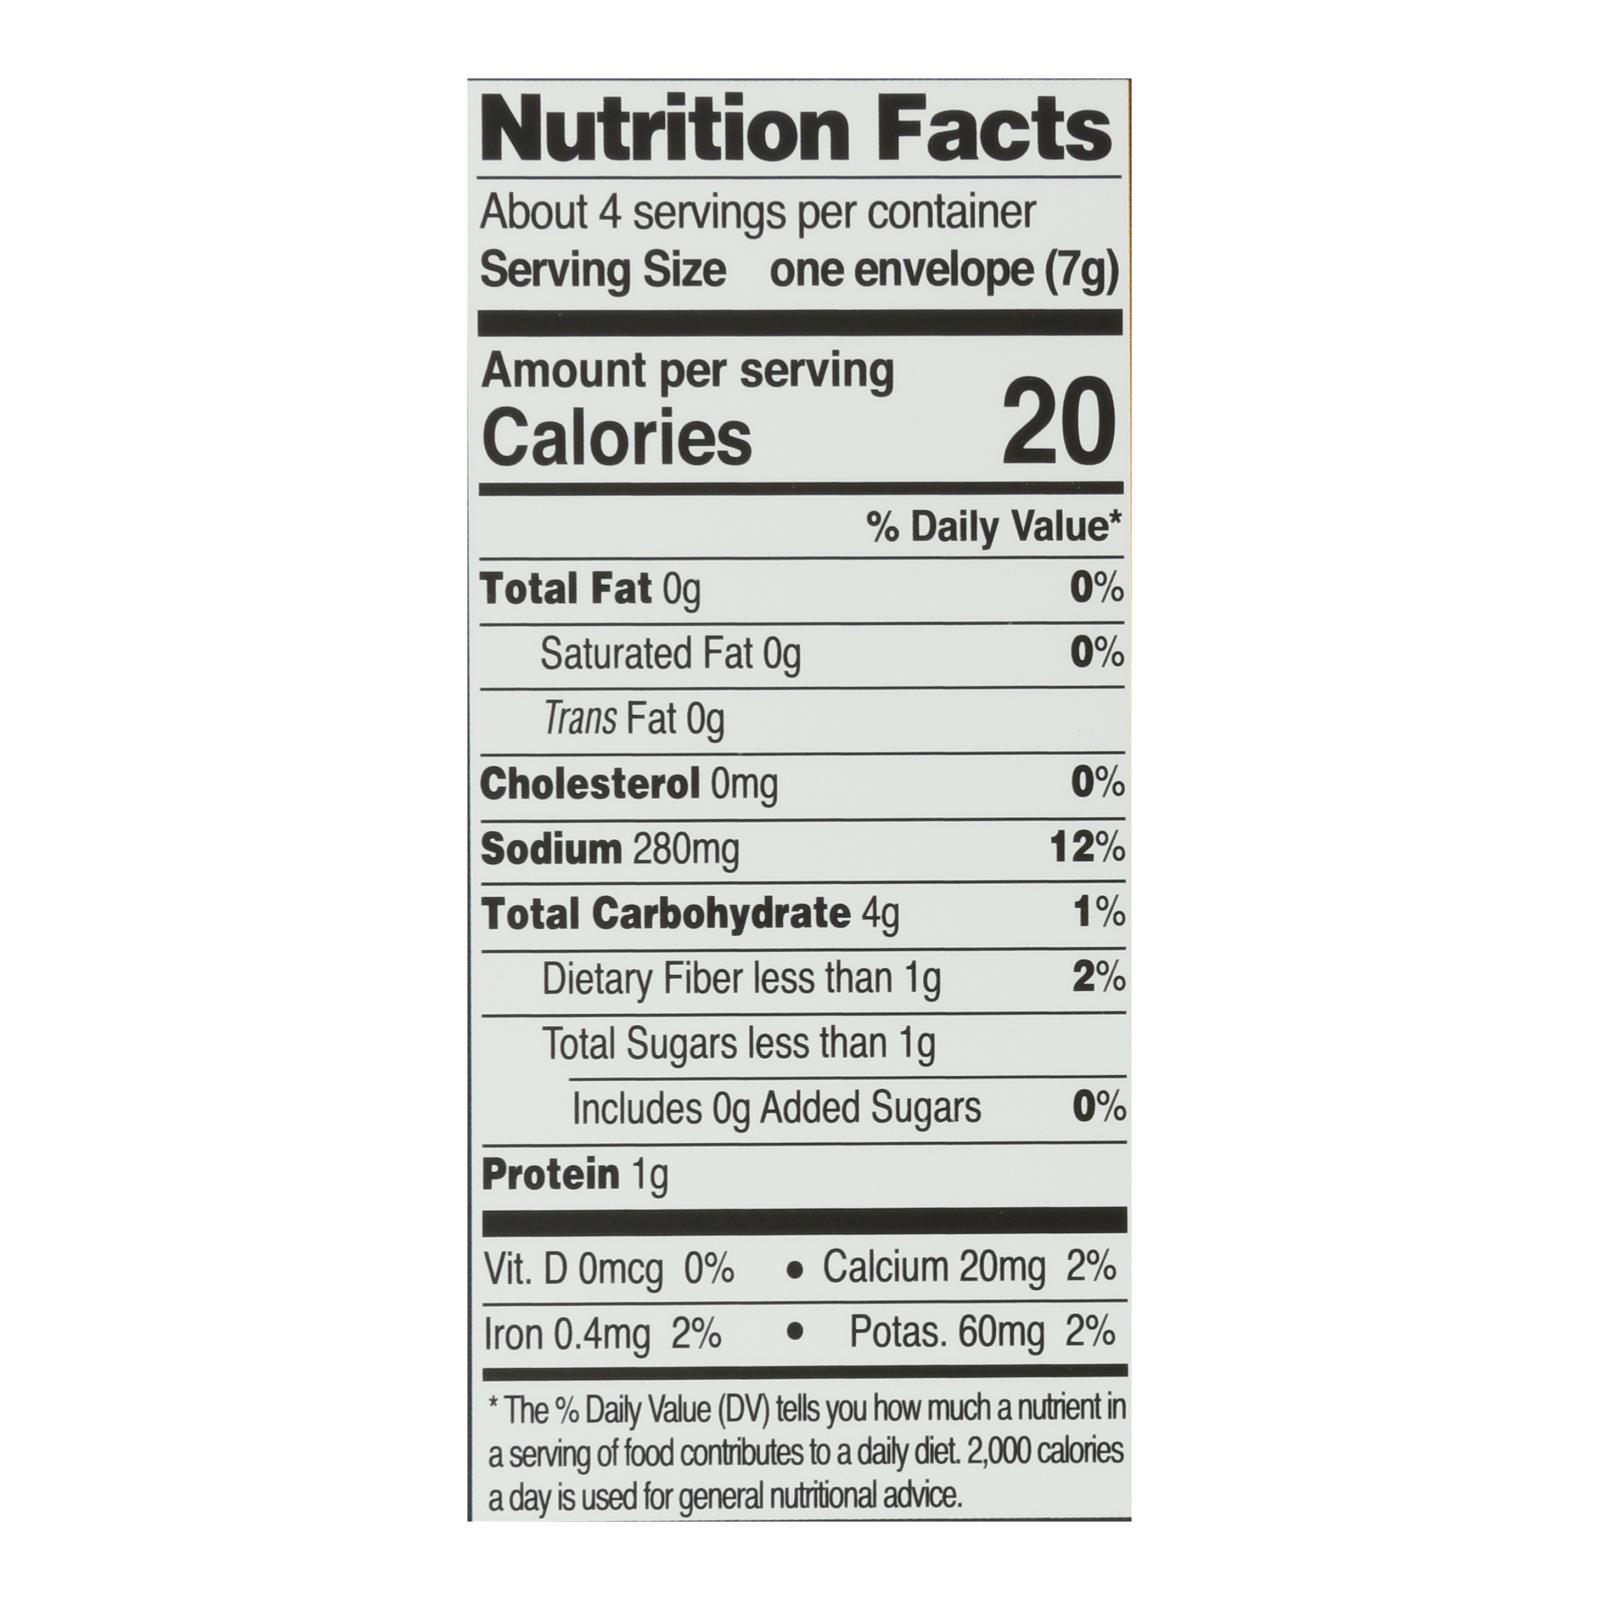 Nutrition Facts
About 4 servings per container
Serving Size one envelope (7g)
Amount per serving
Calories 20
% Daily Value*
Total Fat 0g 0%
Saturated Fat 0g 0%
Trans Fat 0g
Cholesterol 0mg 0%
Sodium 280mg 12%
Total Carbohydrate 4g 1%
Dietary Fiber less than 1g 2%
Total Sugars less than 1g
Includes 0g Added Sugars 0%
Protein 1g
Vit. D 0mcg 0% • Calcium 20mg 2%
Iron 0.4mg 2% • Potas. 60mg 2%
* The % Daily Value (DV) tells you how much a nutrient in
a serving of food contributes to a daily diet. 2,000 calories
a day is used for general nutritional advice.